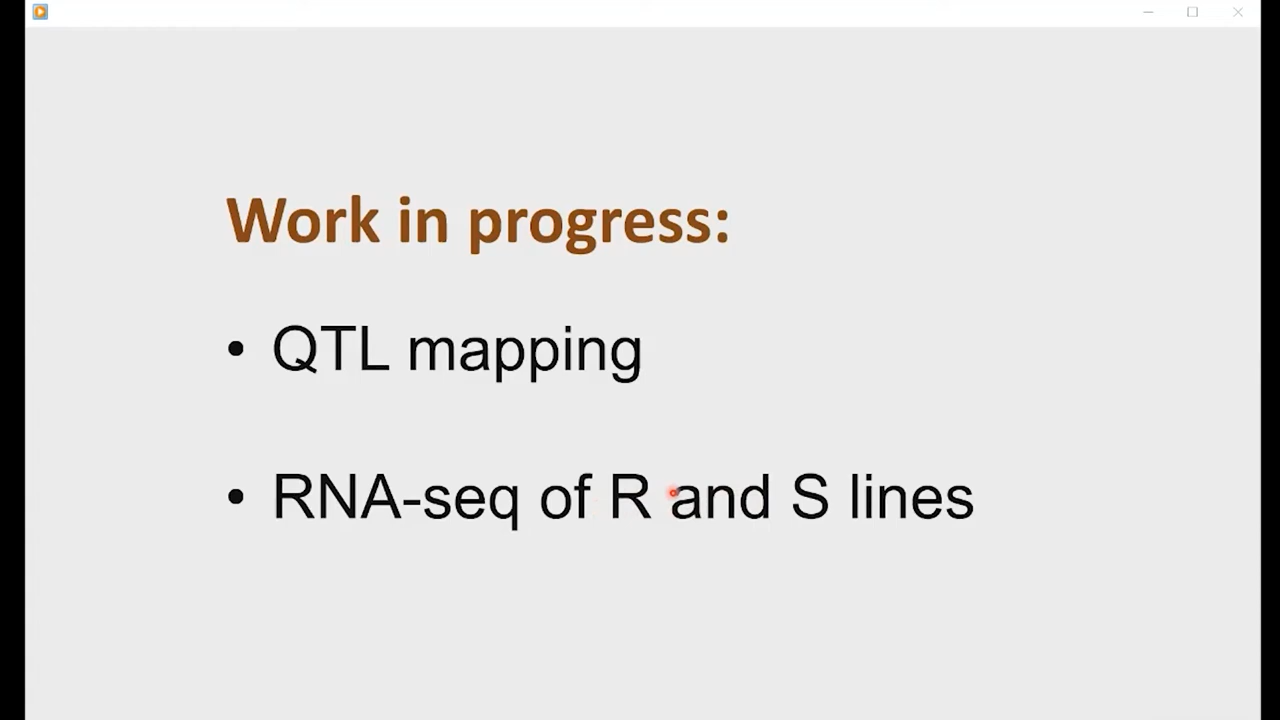 Work in progress:
• QTL mapping
• RNA-seq of R and S lines